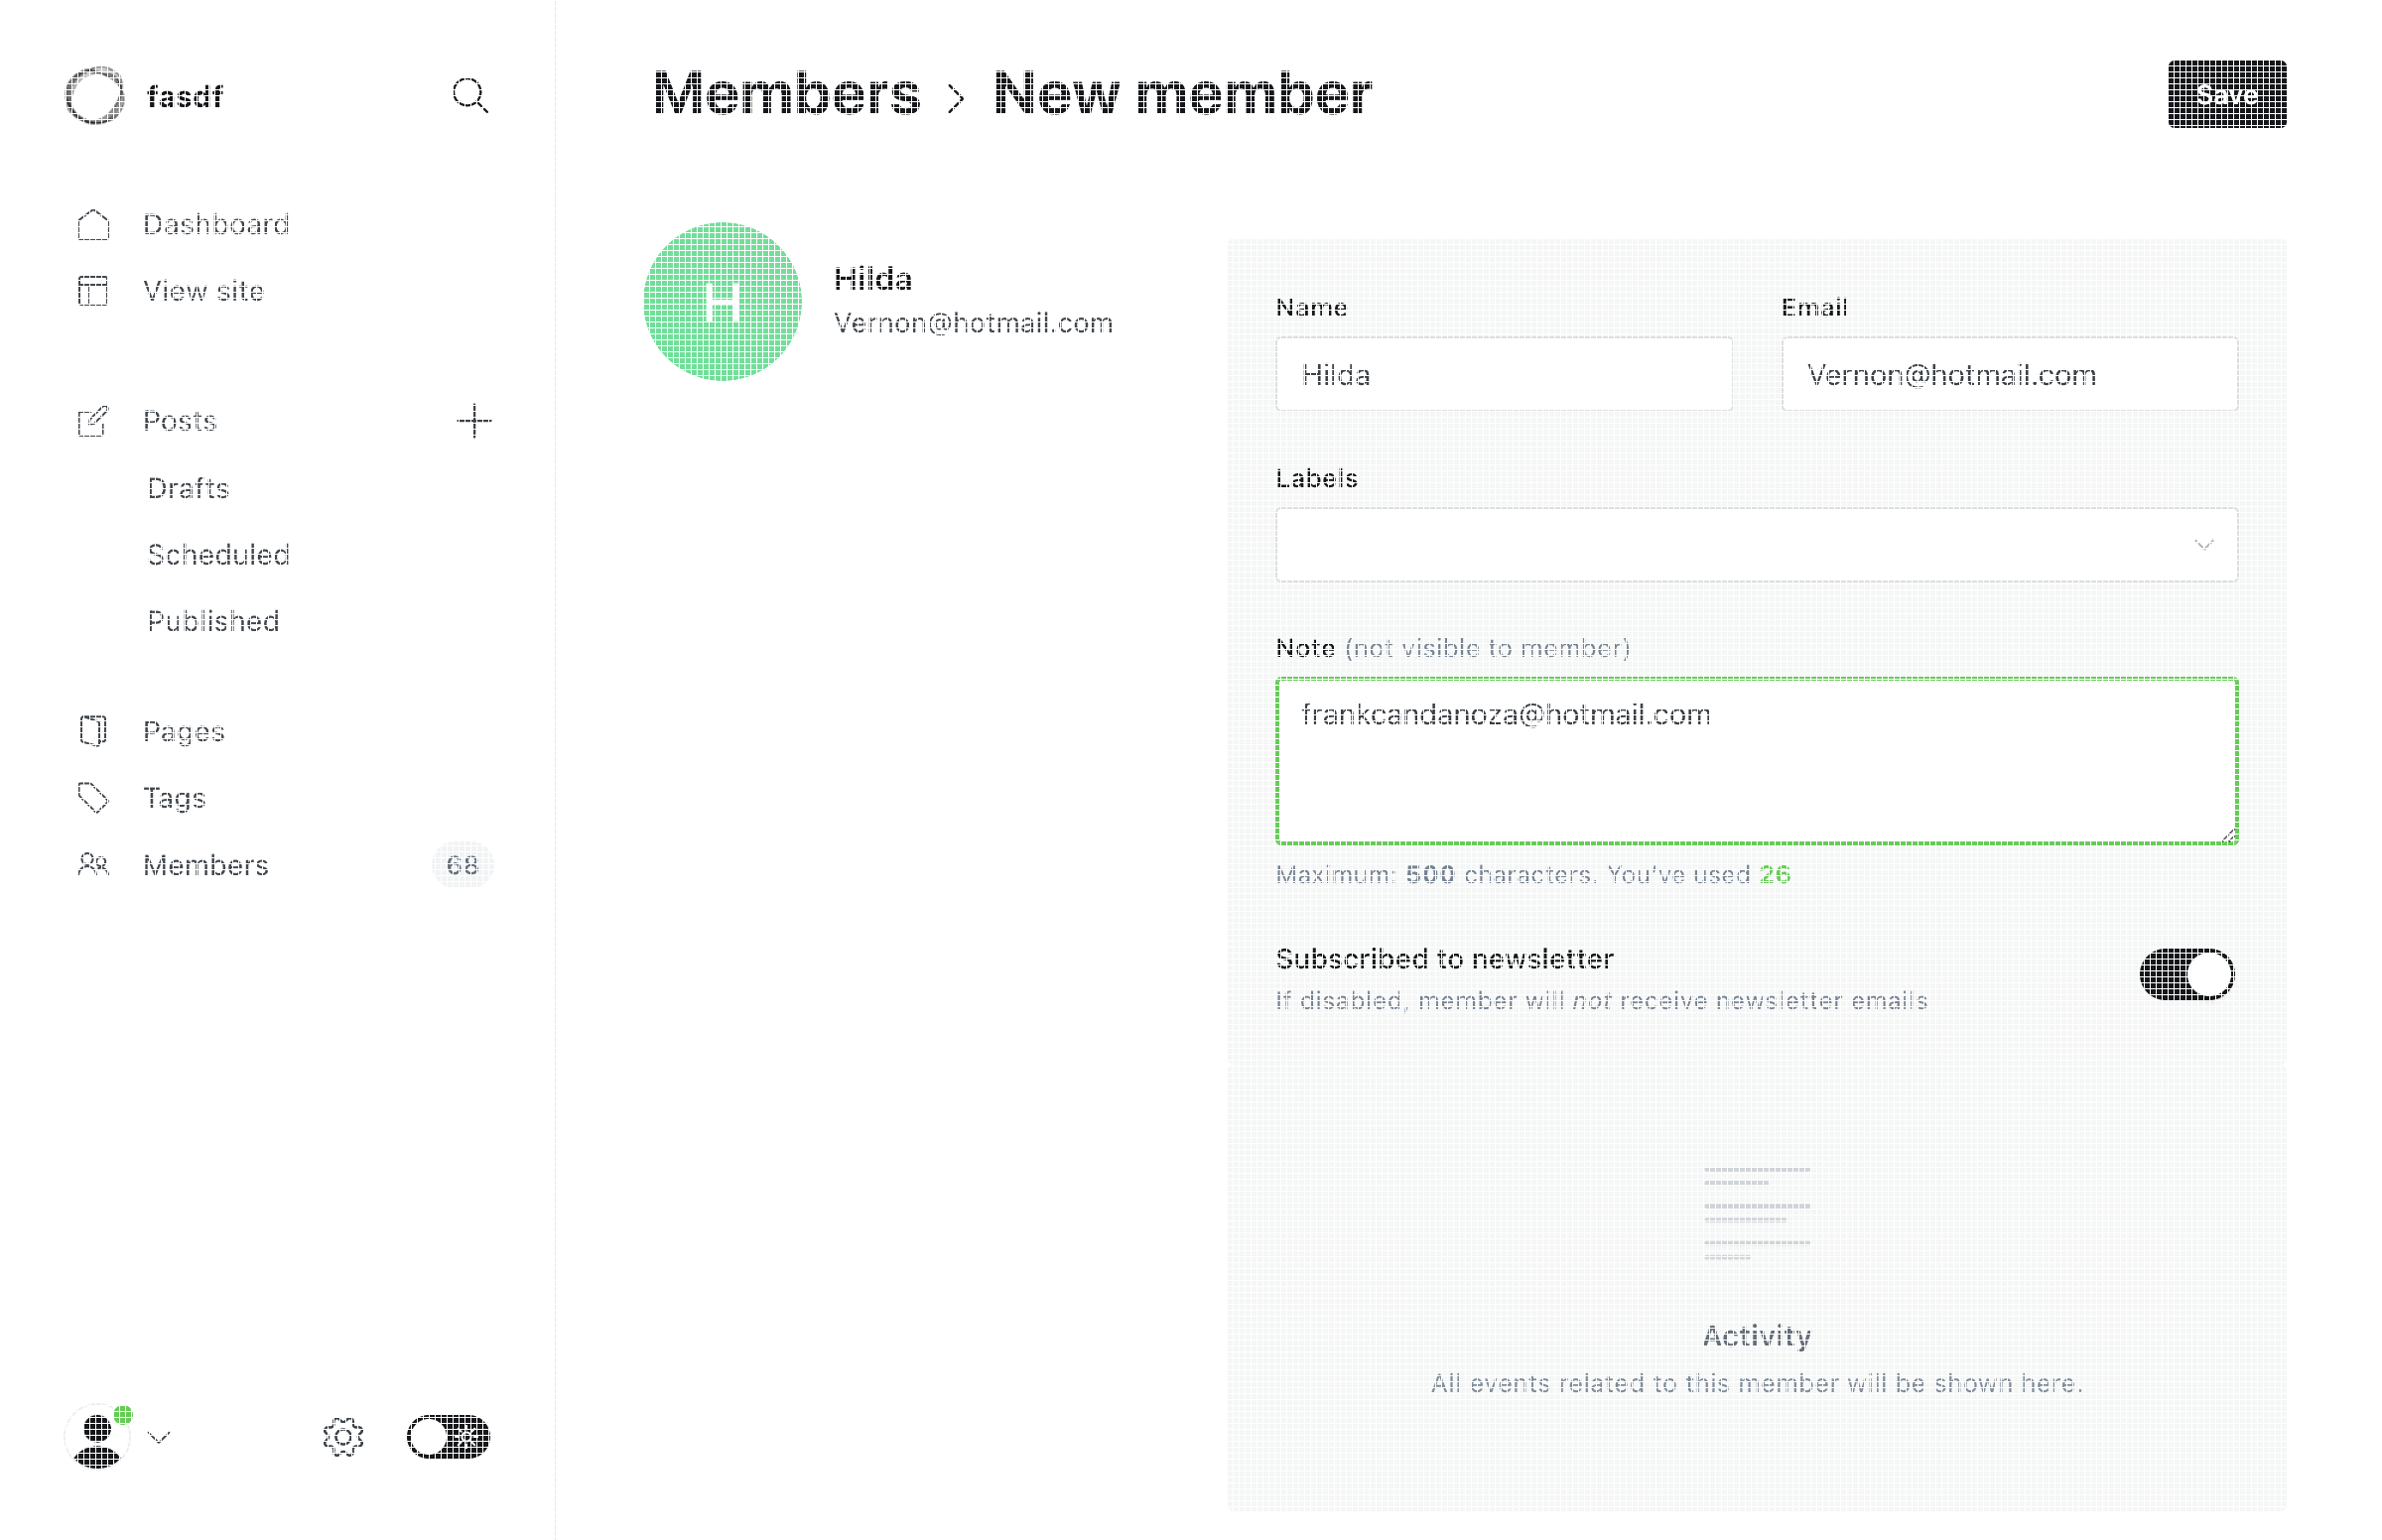 fasdf
Dashboard
View site
Posts
Drafts
Scheduled
Published
Pages
Tags
Members 68
Members > New member
Save
H
Hilda
Vernon@hotmail.com
Name
Hilda
Email
Vernon@hotmail.com
Labels
Note (not visible to member)
frankcandanoza@hotmail.com
Maximum: 500 characters. You've used 26
Subscribed to newsletter
If disabled, member will not receive newsletter emails
Activity
All events related to this member will be shown here.